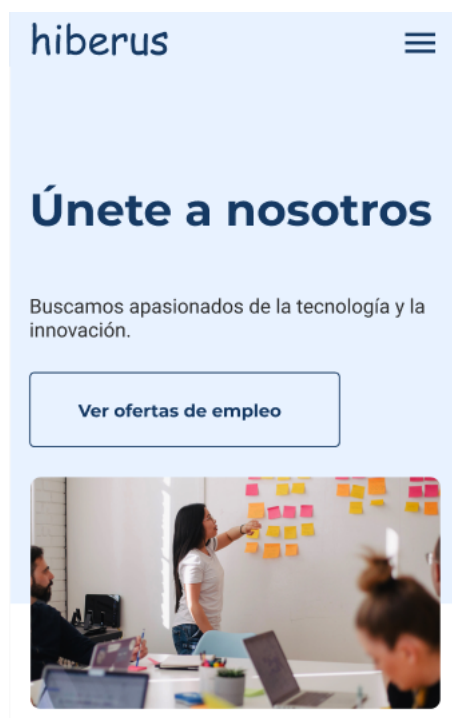 hiberus
Únete a nosotros
Buscamos apasionados de la tecnología y la
innovación.
Ver ofertas de empleo